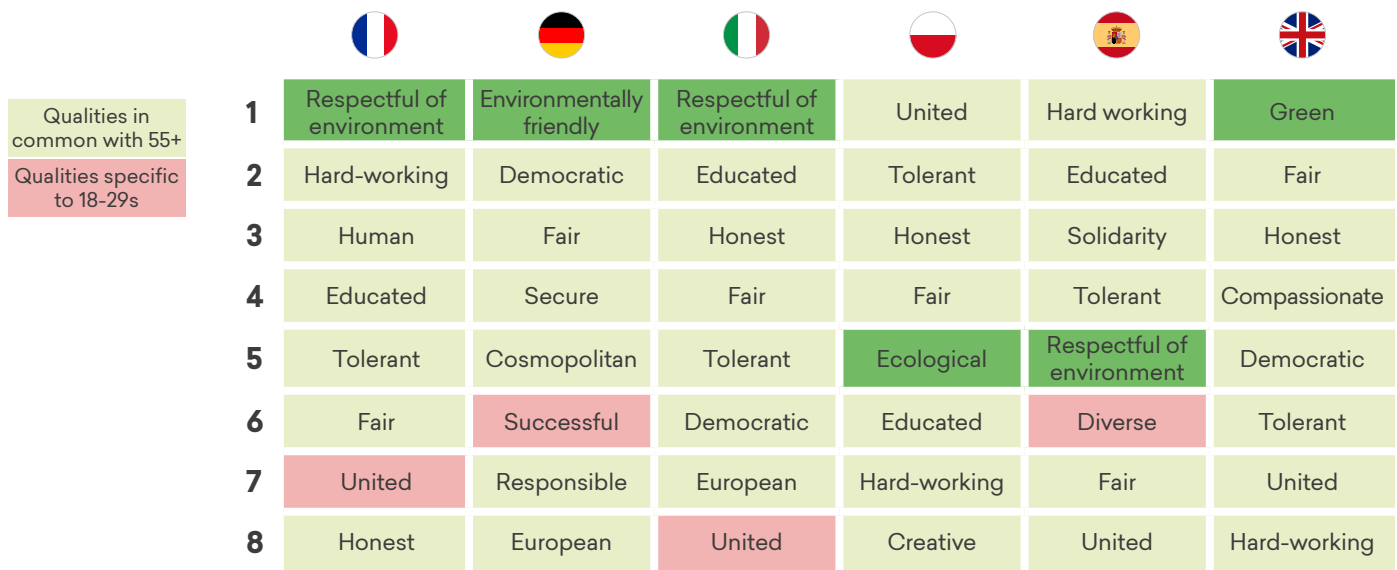 Qualities in
common with 55+
Qualities specific
to 18-29s
1
Respectful of
environment
Environmentally
friendly
Respectful of
environment
United
Hard working
Green
2
Hard-working
Democratic
Educated
Tolerant
Educated
Fair
3
Human
Fair
Honest
Honest
Solidarity
Honest
4
Educated
Secure
Fair
Fair
Tolerant
Compassionate
5
Tolerant
Cosmopolitan
Tolerant
Ecological
Respectful of
environment
Democratic
6
Fair
Successful
Democratic
Educated
Diverse
Tolerant
7
United
Responsible
European
Hard-working
Fair
United
8
Honest
European
United
Creative
United
Hard-working